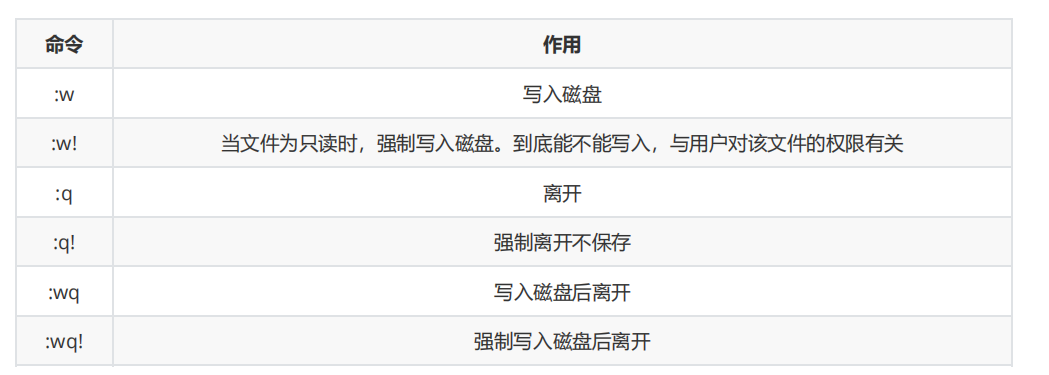 命令 作用
:w 写入磁盘
:w! 当文件为只读时，强制写入磁盘。到底能不能写入，与用户对该文件的权限有关
:q 离开
:q! 强制离开不保存
:wq 写入磁盘后离开
:wq! 强制写入磁盘后离开